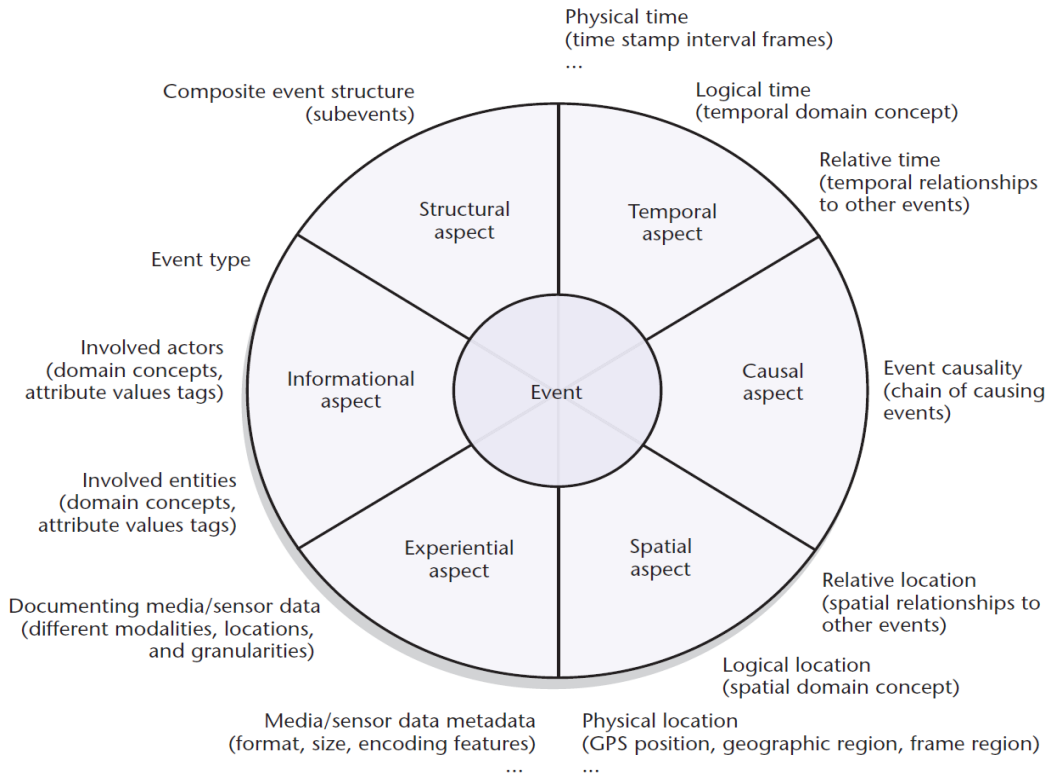 Physical time
(time stamp interval frames)
...
Composite event structure
(subevents)
Logical time
(temporal domain concept)
Relative time
(temporal relationships
to other events)
Structural
aspect
Temporal
aspect
Event type
Involved actors
(domain concepts,
attribute values tags)
Informational
aspect
Event
Causal
aspect
Event causality
(chain of causing
events)
Involved entities
(domain concepts,
attribute values tags)
Experiential
aspect
Spatial
aspect
Documenting media/sensor data
(different modalities, locations,
and granularities)
Relative location
(spatial relationships to
other events)
Logical location
(spatial domain concept)
Media/sensor data metadata
(format, size, encoding features)
...
Physical location
(GPS position, geographic region, frame region)
...